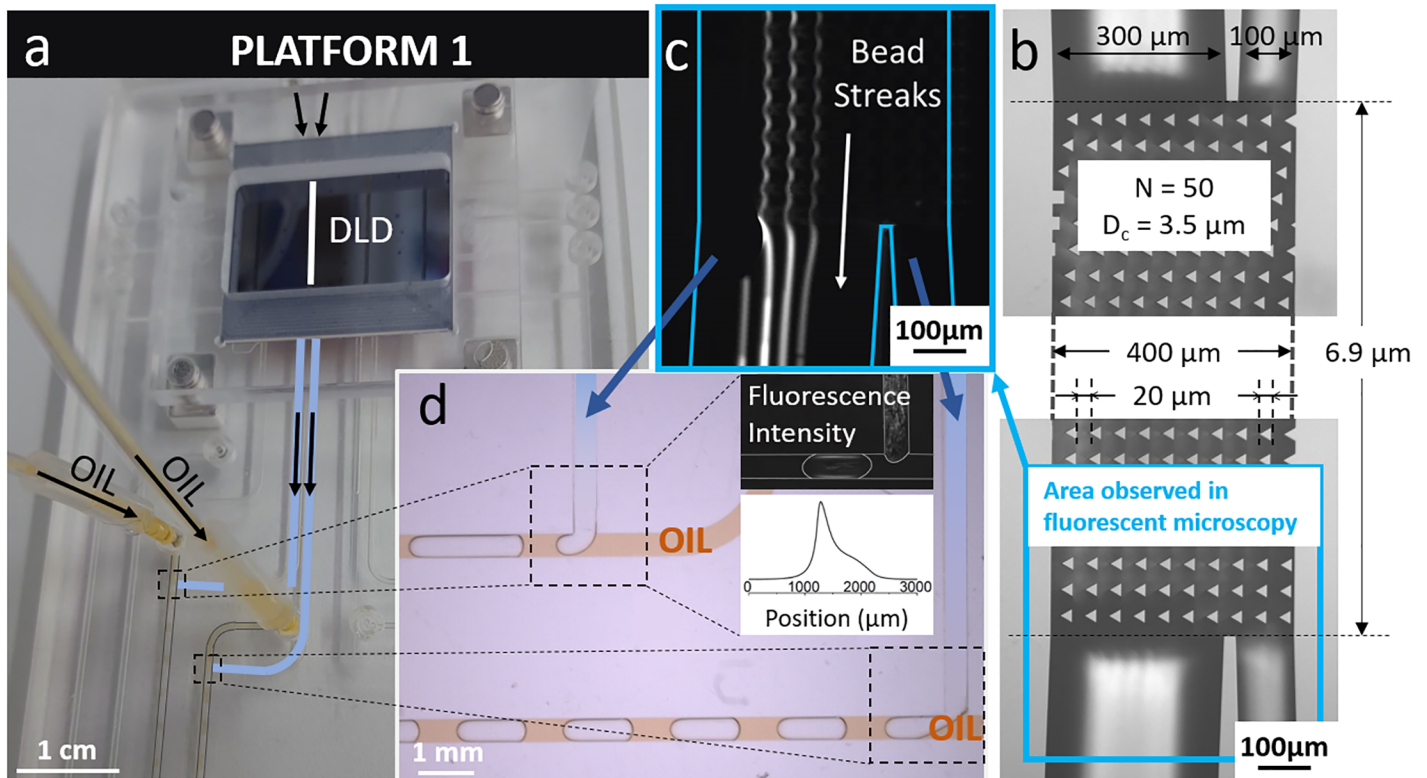 a
PLATFORM 1
DLD
OIL
OIL
1 cm
c
Bead
Streaks
100µm
b
300 µm
100 µm
N = 50
Dc = 3.5 µm
400 µm
6.9 µm
20 µm
Area observed in
fluorescent microscopy
100µm
d
Fluorescence
Intensity
OIL
0 1000 2000 3000
Position (µm)
OIL
1 mm